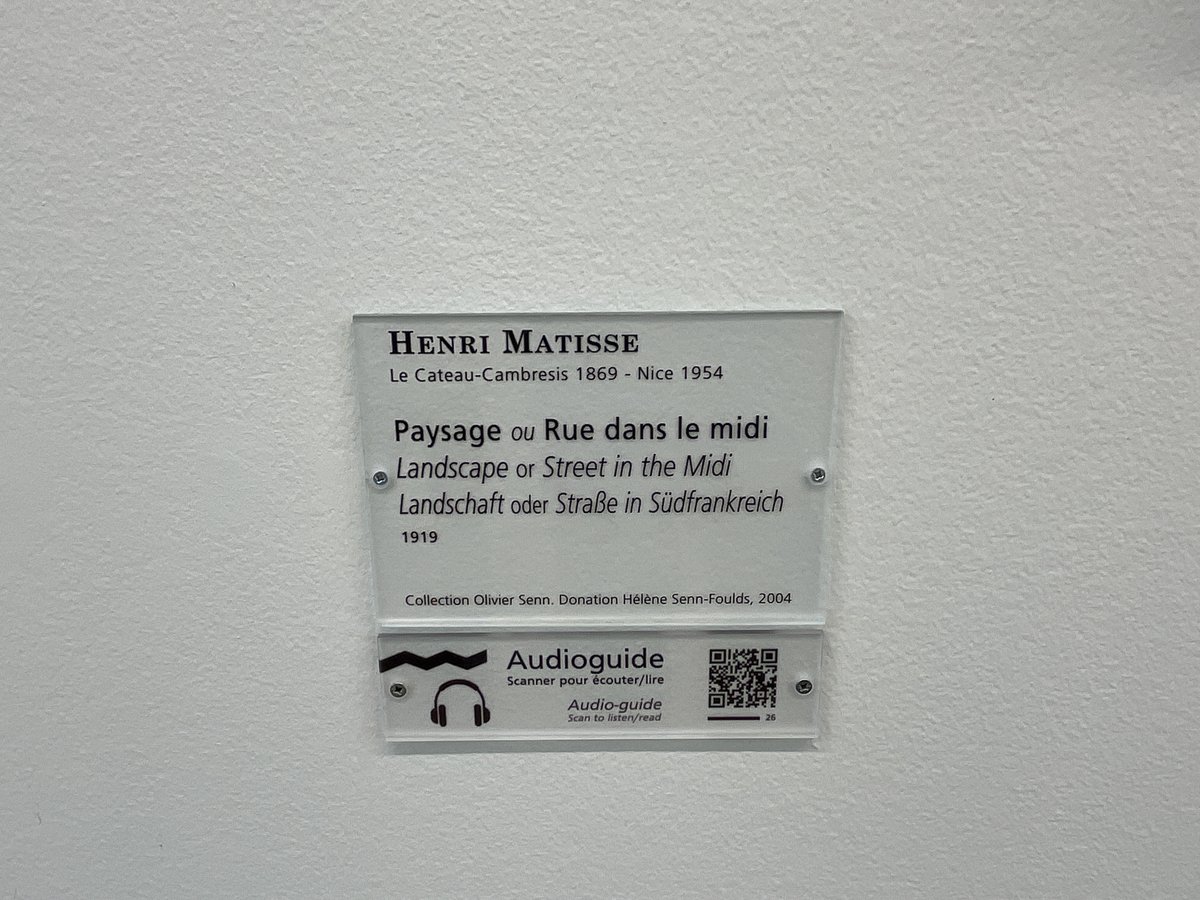 HENRI MATISSE
Le Cateau-Cambresis 1869 - Nice 1954
Paysage ou Rue dans le midi
Landscape or Street in the Midi
Landschaft oder Straße in Südfrankreich
1919
Collection Olivier Senn. Donation Hélène Senn-Foulds, 2004
Audioguide
Scanner pour écouter/lire
Audio-guide
Scan to listen/read
26